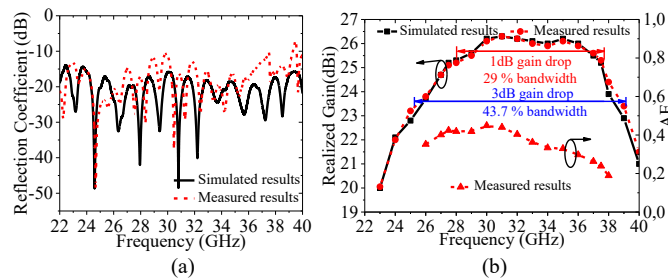 Reflection Coefficient (dB)
0
-10
-20
-30
-40
-50
Simulated results
Measured results
22 24 26 28 30 32 34 36 38 40
Frequency (GHz)
(a)
Realized Gain(dBi)
28
27
26
25
24
23
22
21
20
19
Simulated results Measured results
1dB gain drop
29 % bandwidth
3dB gain drop
43.7 % bandwidth
Measured results
1.0
0.8
0.6
0.4
0.2
0.0
AE
22 24 26 28 30 32 34 36 38 40
Frequency (GHz)
(b)